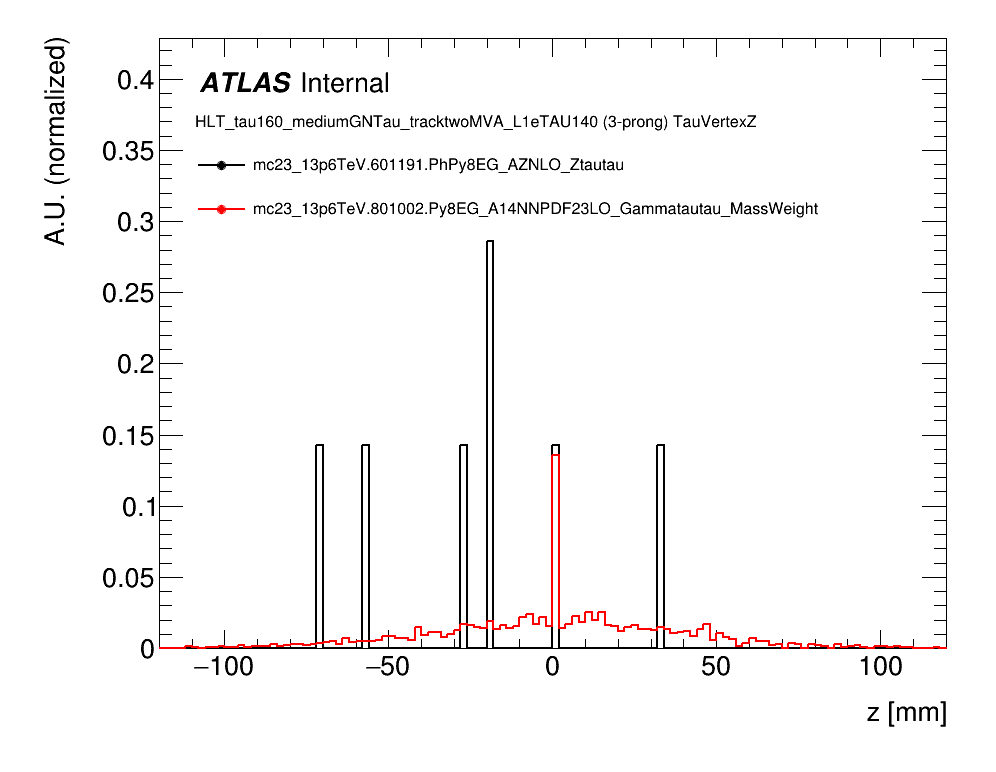 A.U. (normalized)
ATLAS Internal
HLT_tau160_mediumGNTau_tracktwoMVA_L1eTAU140 (3-prong) TauVertexZ
mc23_13p6TeV.601191.PhPy8EG_AZNLO_Ztautau
mc23_13p6TeV.801002.Py8EG_A14NNPDF23LO_Gammatautau_MassWeight
0.4
0.35
0.3
0.25
0.2
0.15
0.1
0.05
0
−100 −50 0 50 100
z [mm]